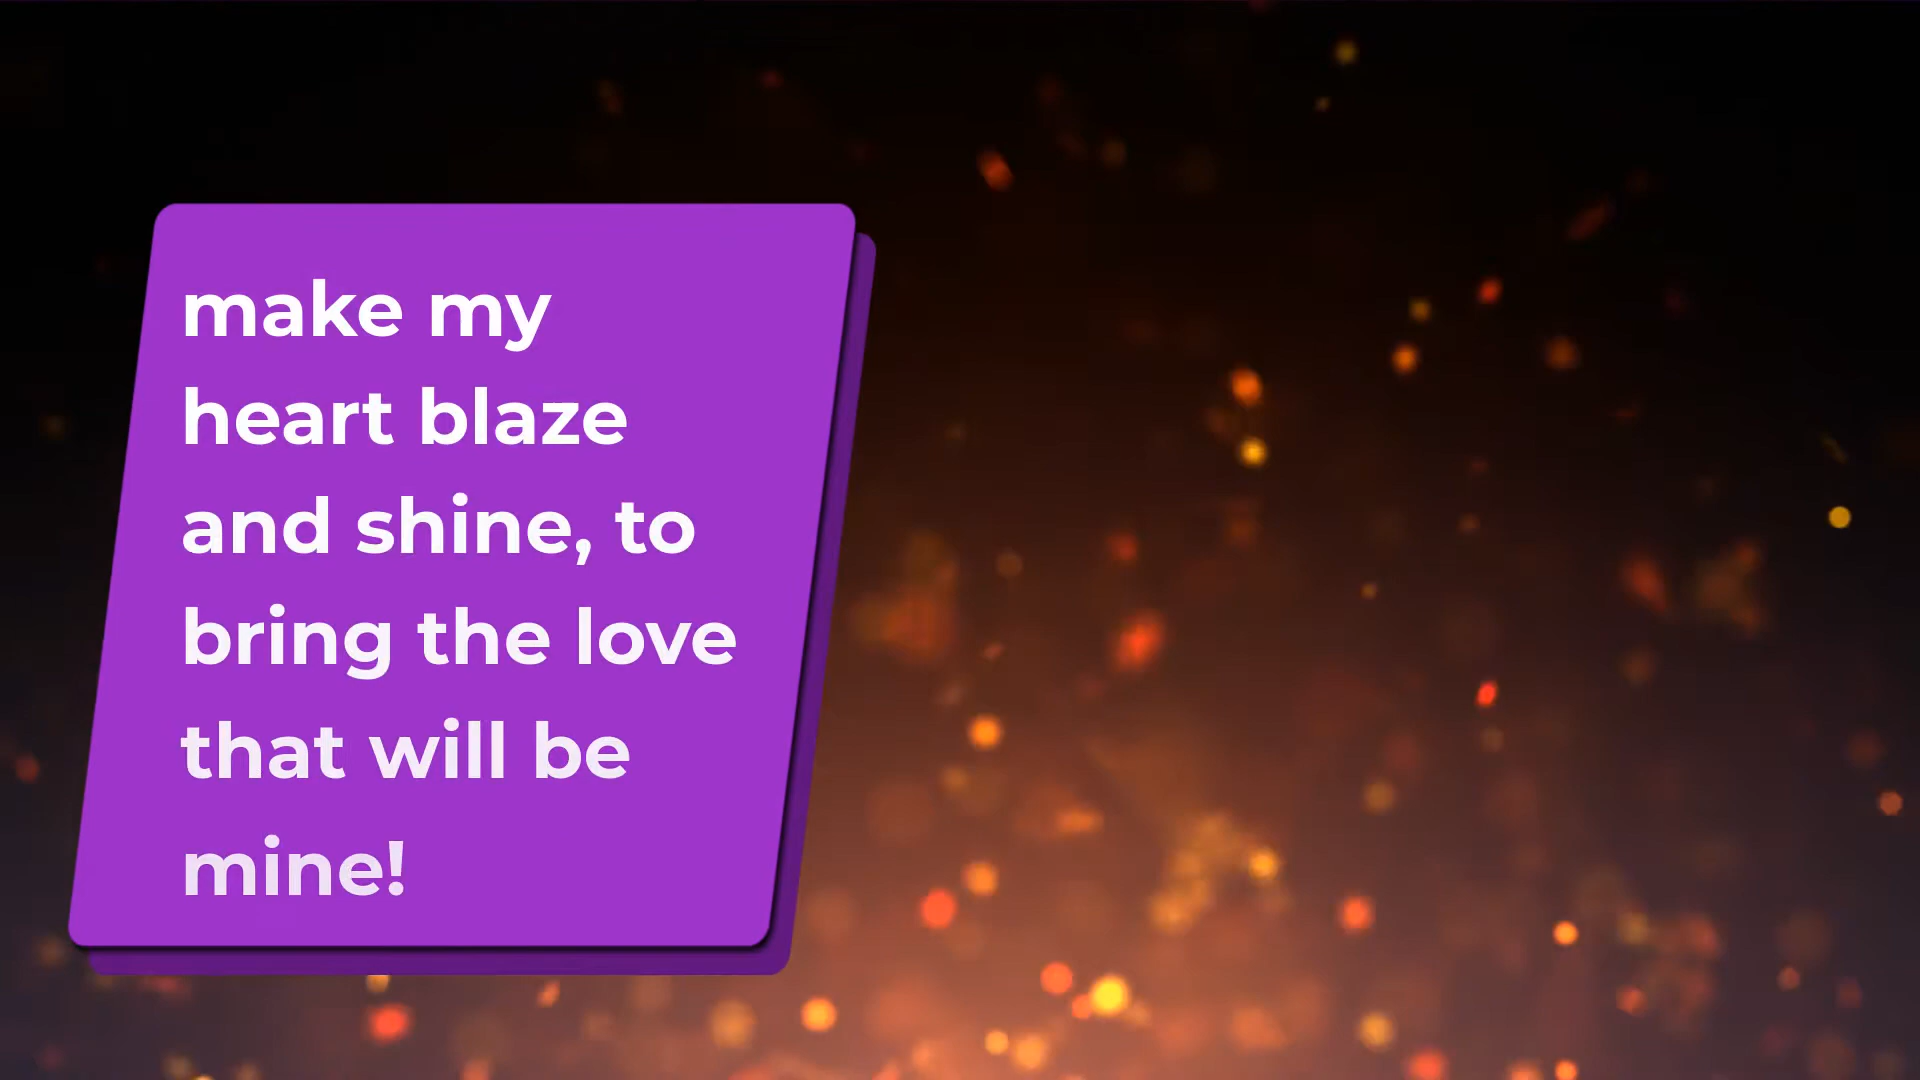 make my
heart blaze
and shine, to
bring the love
that will be
mine!